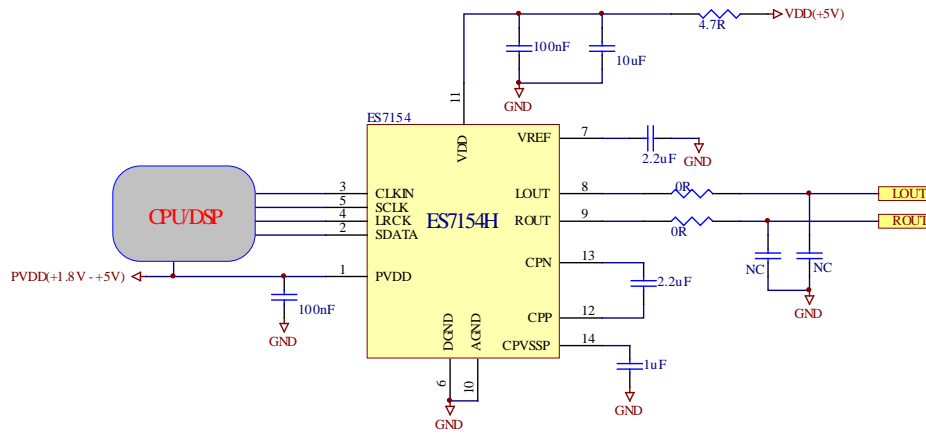 VDD(+5V)
4.7R
100nF
10uF
GND
11
ES7154
VDD
VREF
7
2.2uF
GND
CPU/DSP
3
CLKIN
5
SCLK
4
LRCK
2
SDATA
ES7154H
LOUT
8
0R
LOUT
ROUT
9
0R
ROUT
PVDD(+1.8V - +5V)
1
PVDD
100nF
GND
CPN
13
2.2uF
CPP
12
NC
NC
GND
CPVSSP
14
1uF
GND
DGND
AGND
6
10
GND